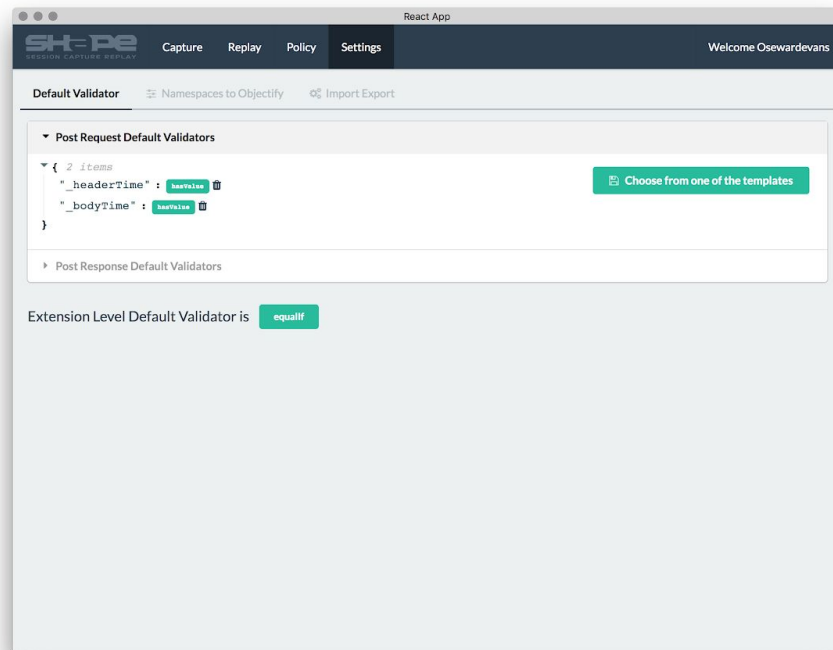 React App
SHAPE
SESSION CAPTURE REPLAY
Capture Replay Policy Settings Welcome Osewardevans
Default Validator Namespaces to Objectify Import Export
Post Request Default Validators
{ 2 items
"_headerTime" : hasValue
"_bodyTime" : hasValue
}
Choose from one of the templates
Post Response Default Validators
Extension Level Default Validator is equalIf